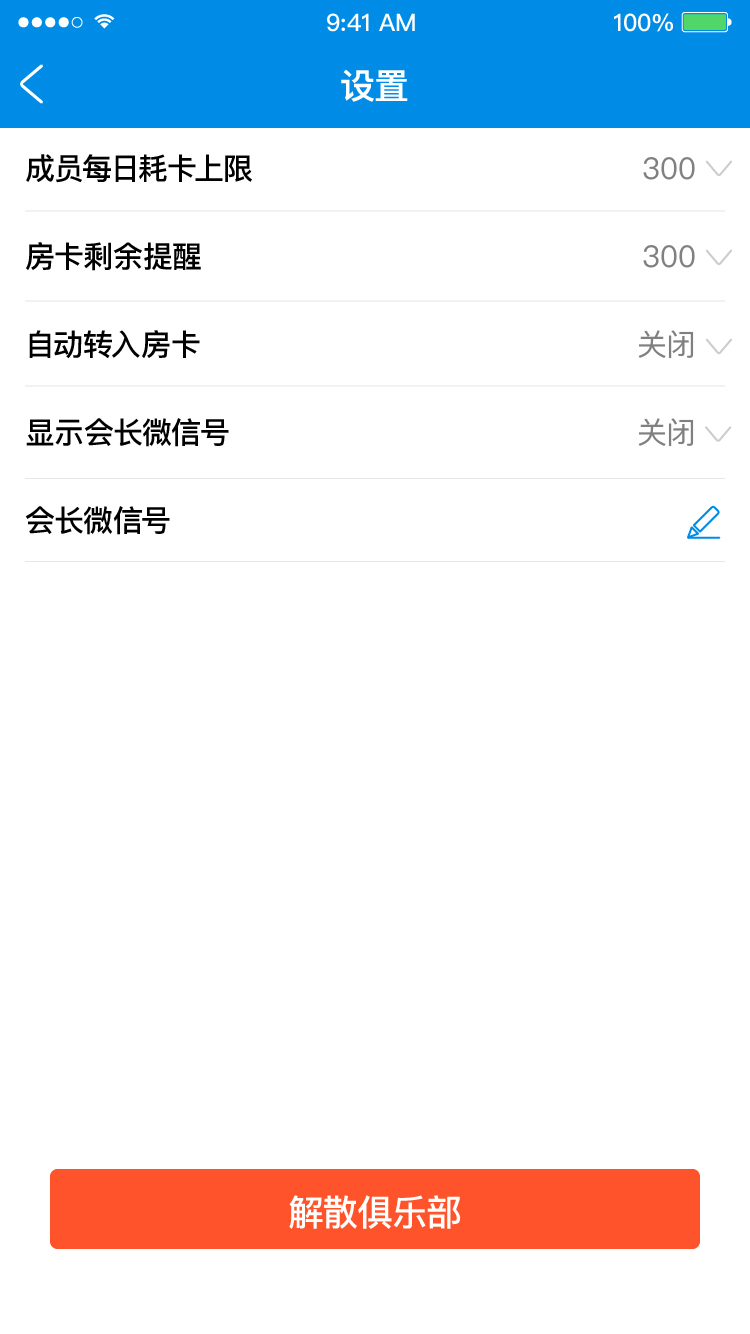 9:41 AM 100%
设置
成员每日耗卡上限 300
房卡剩余提醒 300
自动转入房卡 关闭
显示会长微信号 关闭
会长微信号
解散俱乐部